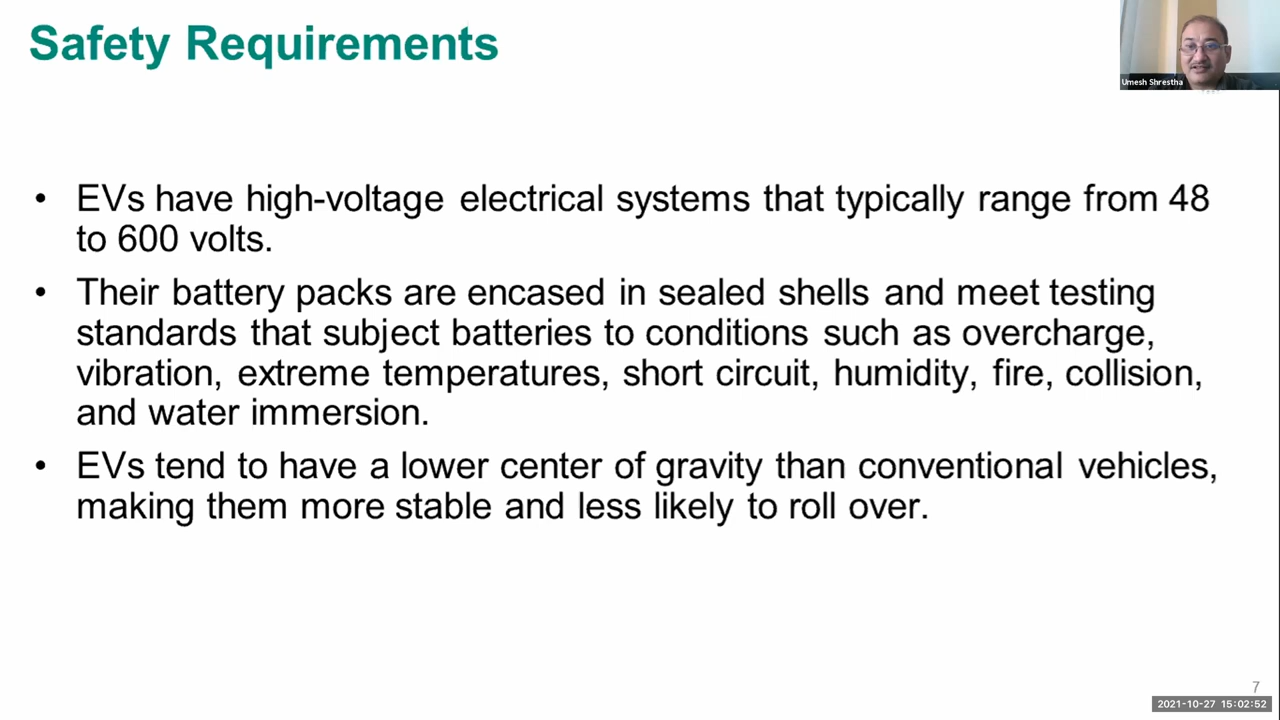 Safety Requirements
Umesh Shrestha
• EVs have high-voltage electrical systems that typically range from 48
to 600 volts.
• Their battery packs are encased in sealed shells and meet testing
standards that subject batteries to conditions such as overcharge,
vibration, extreme temperatures, short circuit, humidity, fire, collision,
and water immersion.
• EVs tend to have a lower center of gravity than conventional vehicles,
making them more stable and less likely to roll over.
7
2021-10-27 15:02:52